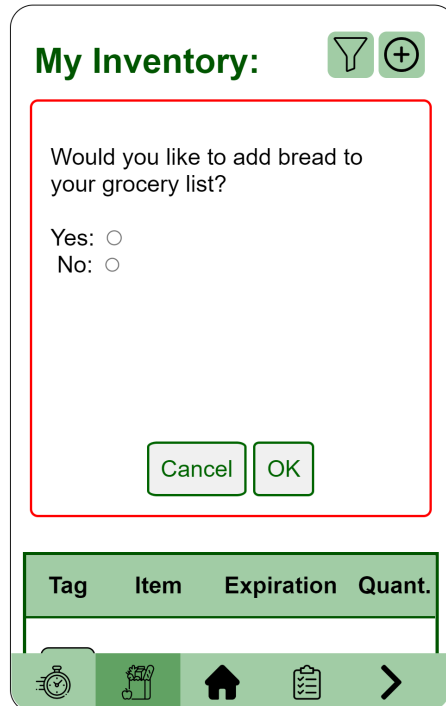 My Inventory:
Would you like to add bread to
your grocery list?
Yes:
No:
Cancel OK
Tag Item Expiration Quant.